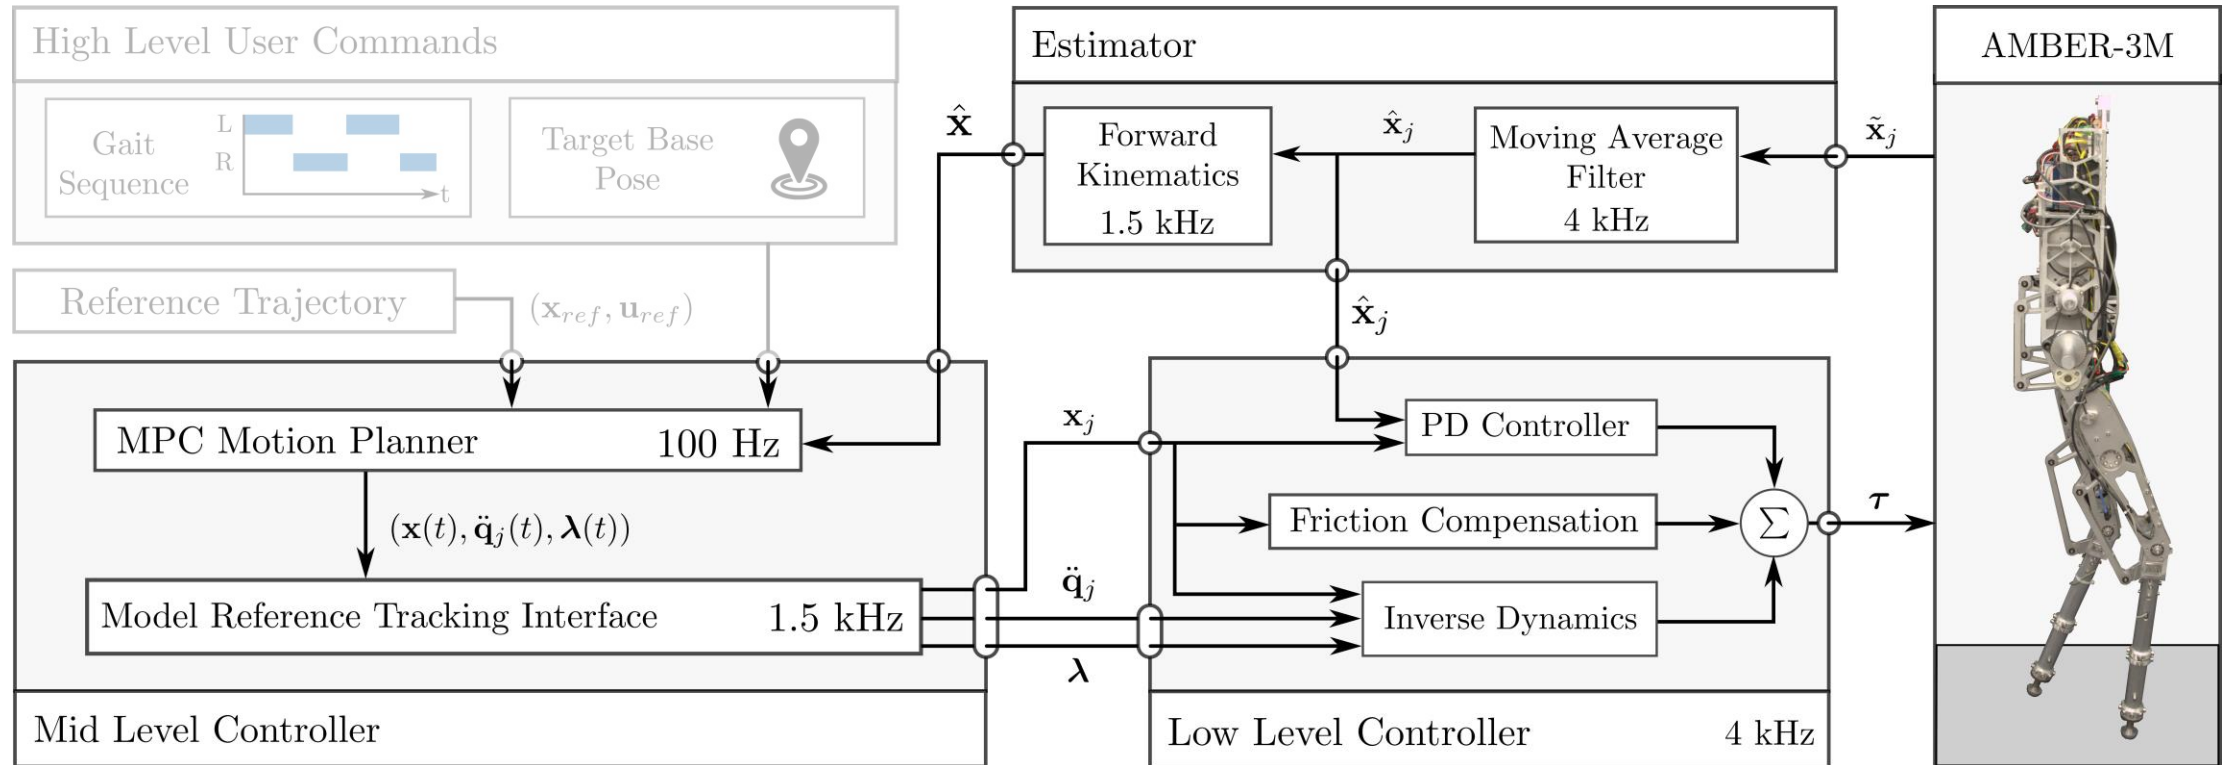 High Level User Commands
Gait
Sequence
L
R
t
Target Base
Pose
Reference Trajectory
(𝐱_ref, 𝐮_ref)
Estimator
𝐱̂
Forward
Kinematics
1.5 kHz
𝐱̂_j
Moving Average
Filter
4 kHz
𝐱̃_j
𝐱̂_j
AMBER-3M
MPC Motion Planner 100 Hz
(𝐱(t), 𝐪̈_j(t), 𝝀(t))
Model Reference Tracking Interface 1.5 kHz
Mid Level Controller
𝐱_j
𝐪̈_j
𝝀
PD Controller
Friction Compensation
Inverse Dynamics
Σ
𝝉
Low Level Controller 4 kHz